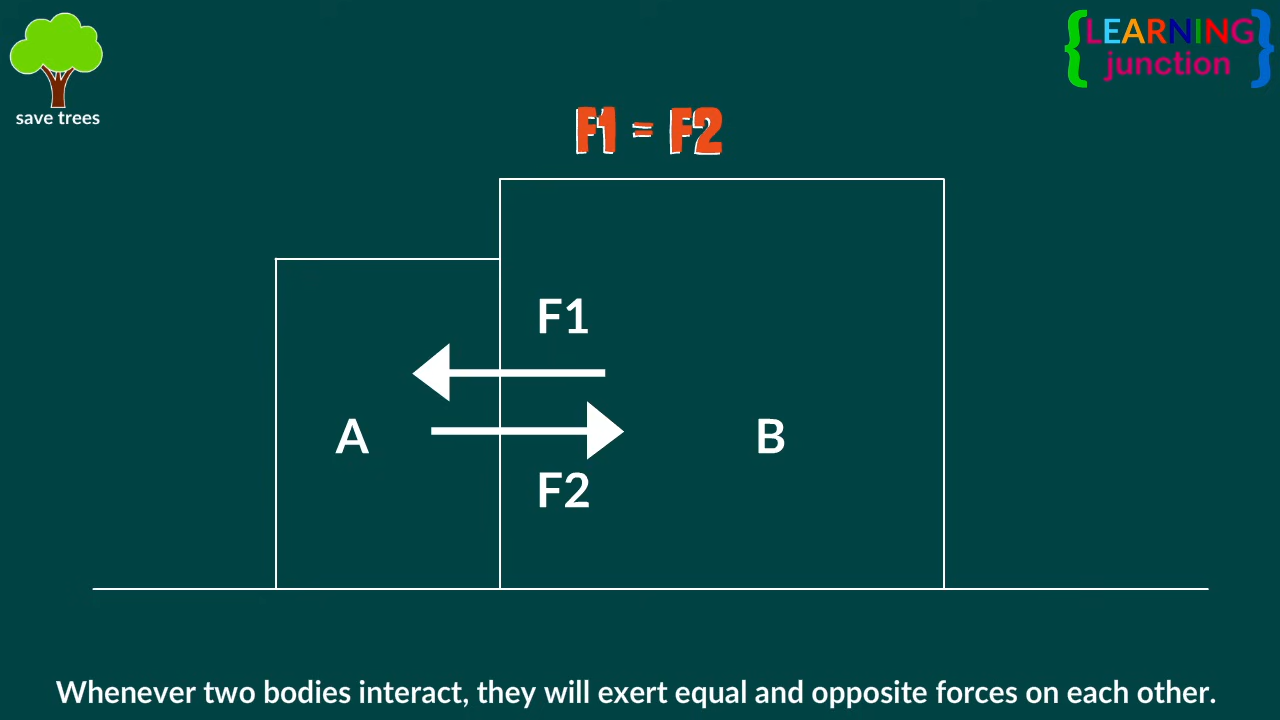 {LEARNING
junction}
save trees
F1 = F2
F1
A
B
F2
Whenever two bodies interact, they will exert equal and opposite forces on each other.